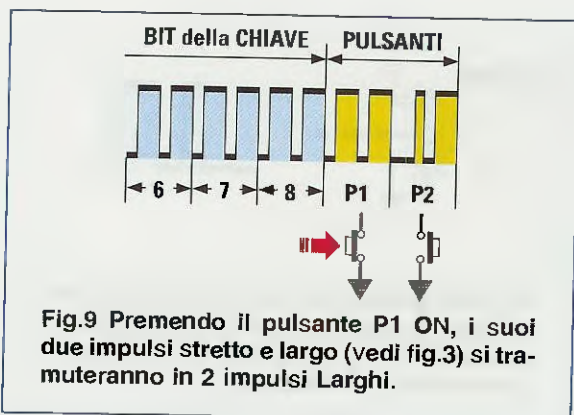 BIT della CHIAVE PULSANTI
6 7 8 P1 P2
Fig.9 Premendo il pulsante P1 ON, i suoi
due impulsi stretto e largo (vedi fig.3) si tra-
muteranno in 2 impulsi Larghi.